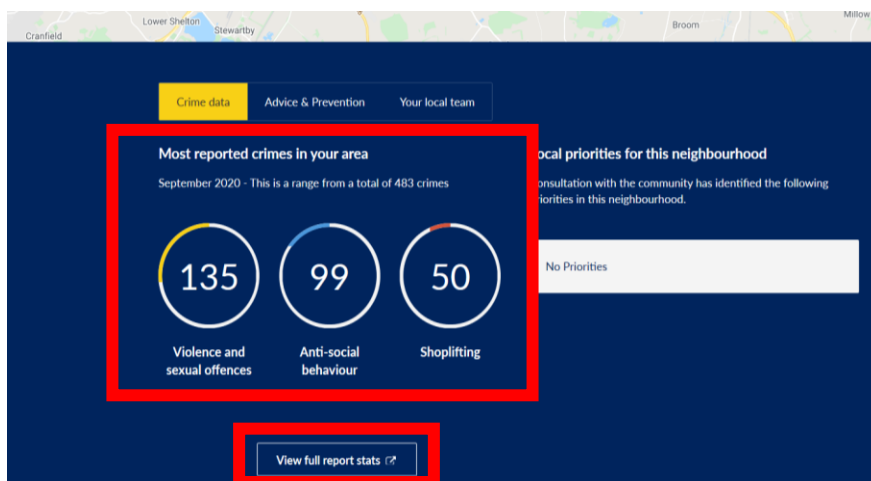 Lower Shelton
Millow
Cranfield
Stewartby
Broom
Crime data
Advice & Prevention
Your local team
Most reported crimes in your area
September 2020 - This is a range from a total of 483 crimes
135
99
50
Violence and
sexual offences
Anti-social
behaviour
Shoplifting
View full report stats
ocal priorities for this neighbourhood
onsultation with the community has identified the following
riorities in this neighbourhood.
No Priorities